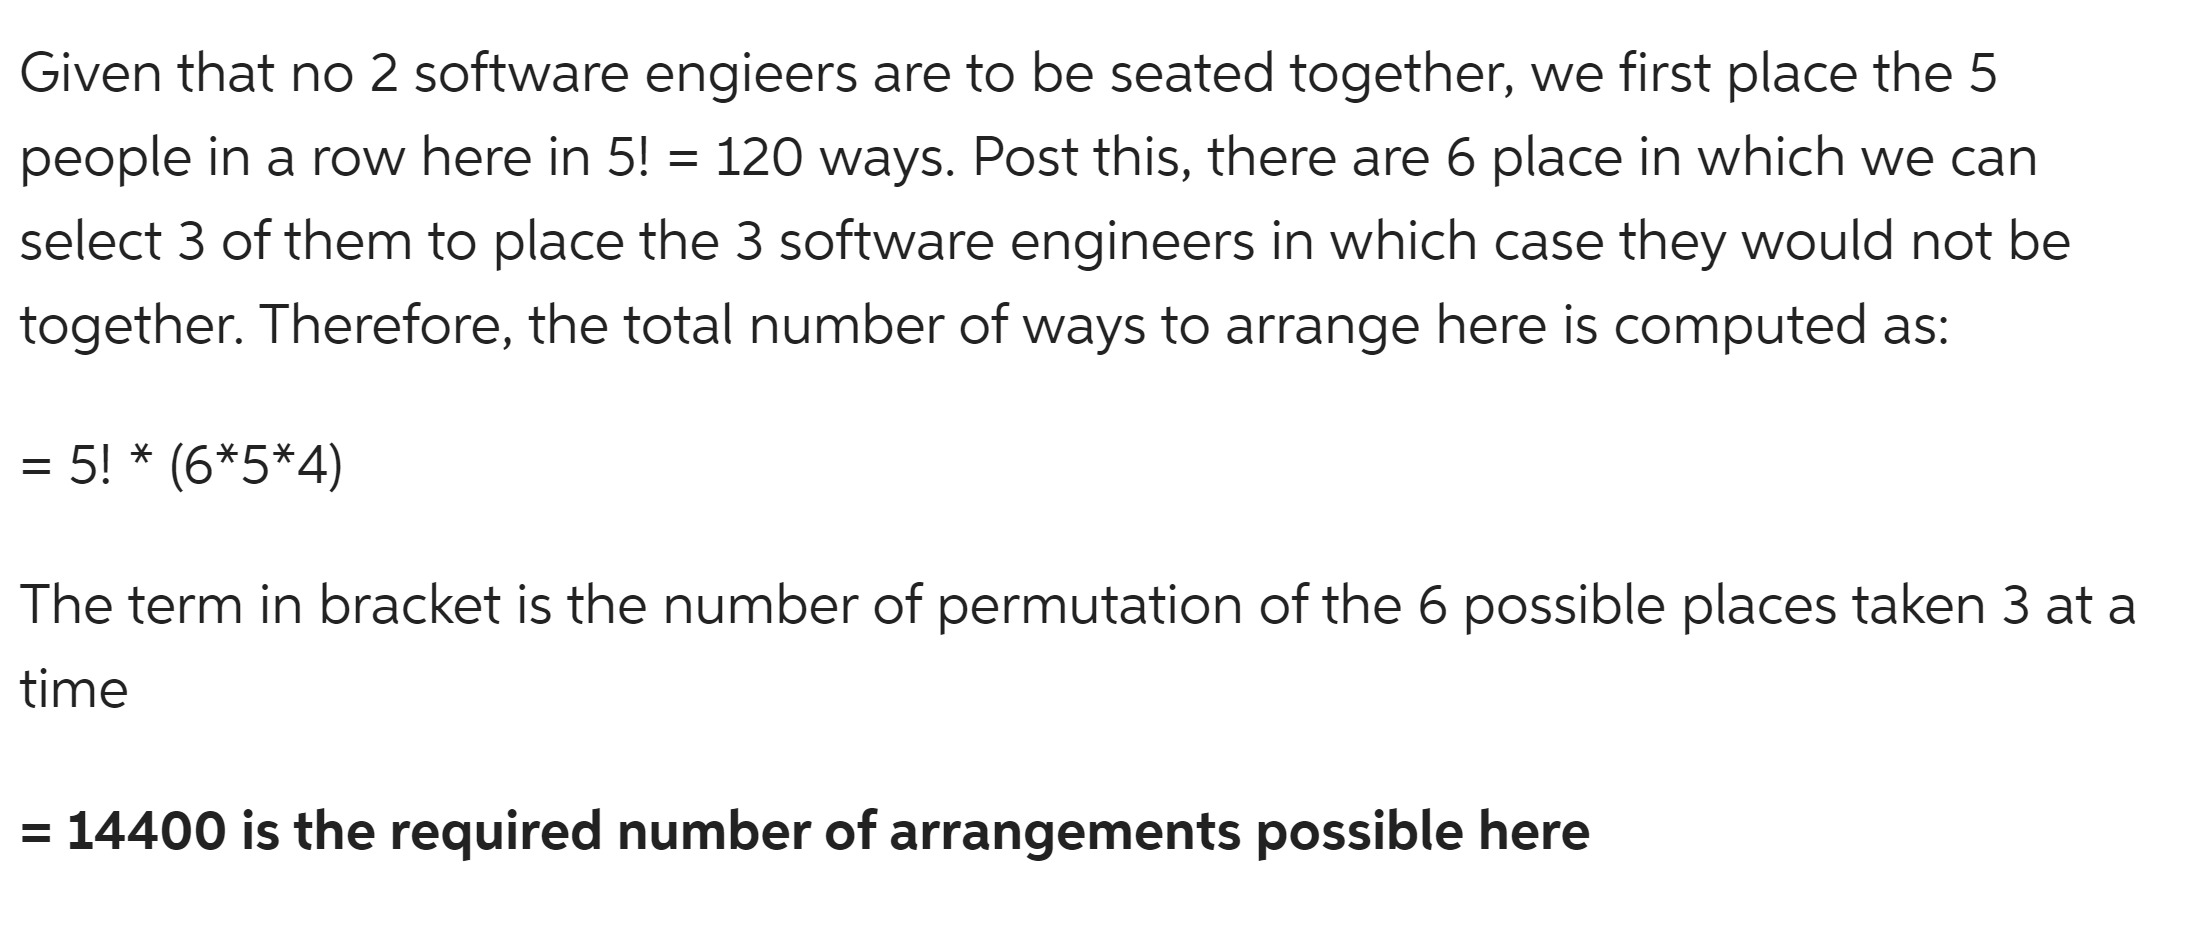 Given that no 2 software engieers are to be seated together, we first place the 5
people in a row here in 5! = 120 ways. Post this, there are 6 place in which we can
select 3 of them to place the 3 software engineers in which case they would not be
together. Therefore, the total number of ways to arrange here is computed as:
= 5! * (6*5*4)
The term in bracket is the number of permutation of the 6 possible places taken 3 at a
time
= 14400 is the required number of arrangements possible here